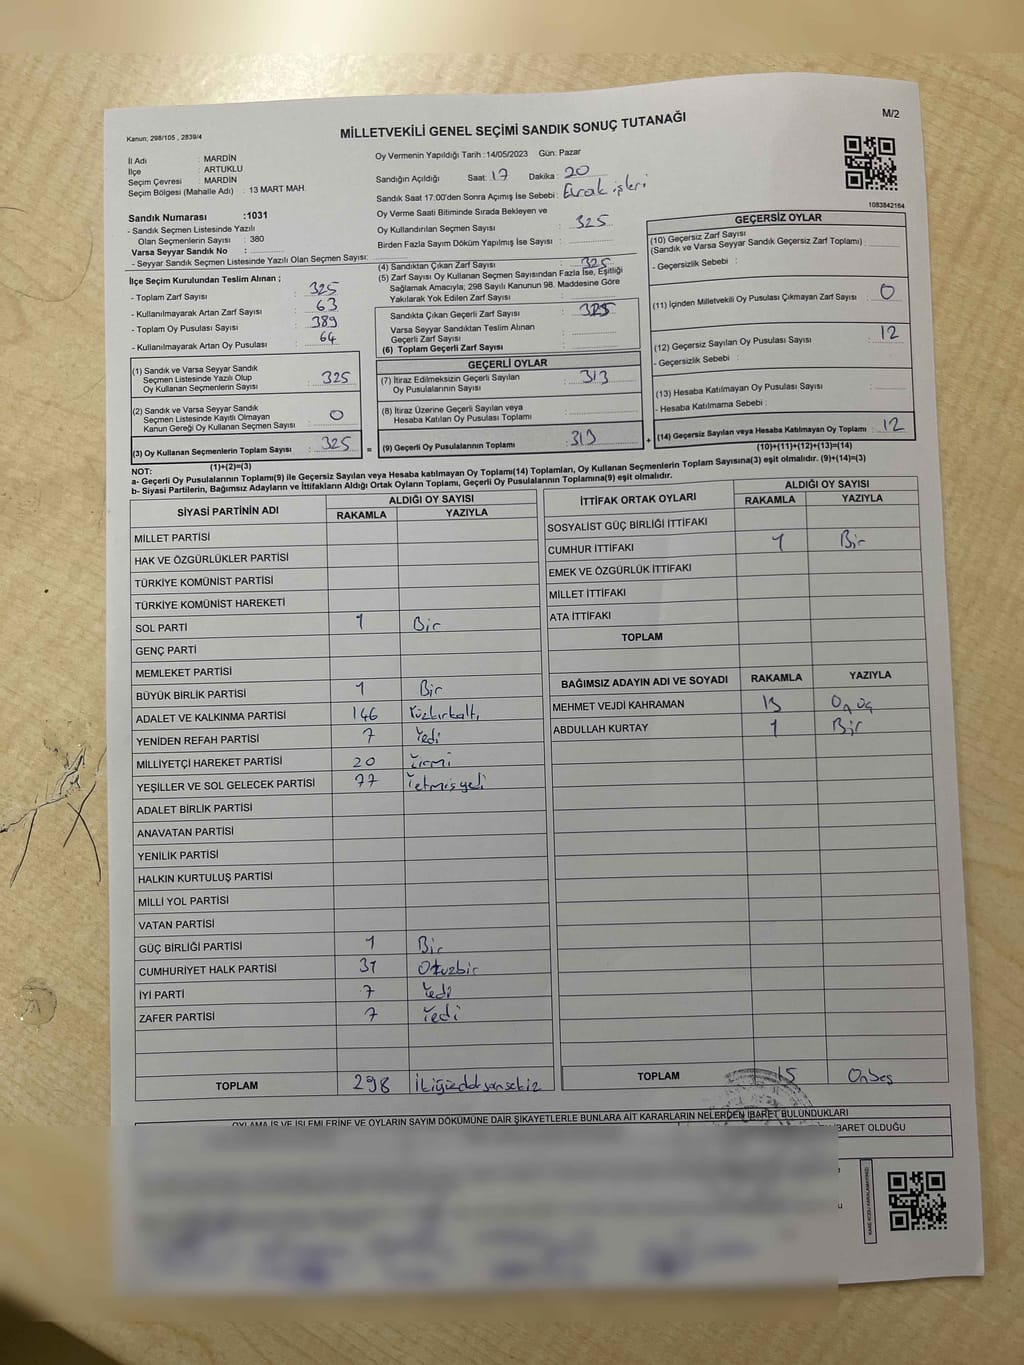 Kanun: 298/105 , 2839/4
MİLLETVEKİLİ GENEL SEÇİMİ SANDIK SONUÇ TUTANAĞI
M/2
İl Adı : MARDİN
İlçe : ARTUKLU
Seçim Çevresi : MARDİN
Seçim Bölgesi (Mahalle Adı) : 13 MART MAH.
Oy Vermenin Yapıldığı Tarih :14/05/2023 Gün: Pazar
Sandığın Açıldığı Saat: 17 Dakika : 20
Sandık Saat 17:00'den Sonra Açımış İse Sebebi : Evrak işleri
Oy Verme Saati Bitiminde Sırada Bekleyen ve
Oy Kullandırılan Seçmen Sayısı : 325
Birden Fazla Sayım Döküm Yapılmış İse Sayısı :
1083842164
Sandık Numarası :1031
- Sandık Seçmen Listesinde Yazılı
Olan Seçmenlerin Sayısı : 380
Varsa Seyyar Sandık No :
- Seyyar Sandık Seçmen Listesinde Yazılı Olan Seçmen Sayısı:
İlçe Seçim Kurulundan Teslim Alınan ;
- Toplam Zarf Sayısı : 325
- Kullanılmayarak Artan Zarf Sayısı : 63
- Toplam Oy Pusulası Sayısı : 389
- Kullanılmayarak Artan Oy Pusulası : 64
(4) Sandıktan Çıkan Zarf Sayısı : 325
(5) Zarf Sayısı Oy Kullanan Seçmen Sayısından Fazla İse, Eşitliği
Sağlamak Amacıyla; 298 Sayılı Kanunun 98. Maddesine Göre
Yakılarak Yok Edilen Zarf Sayısı :
Sandıkta Çıkan Geçerli Zarf Sayısı : 325
Varsa Seyyar Sandıktan Teslim Alınan
Geçerli Zarf Sayısı :
(6) Toplam Geçerli Zarf Sayısı :
GEÇERSİZ OYLAR
(10) Geçersiz Zarf Sayısı
(Sandık ve Varsa Seyyar Sandık Geçersiz Zarf Toplamı) :
- Geçersizlik Sebebi :
(11) İçinden Milletvekili Oy Pusulası Çıkmayan Zarf Sayısı : 0
(12) Geçersiz Sayılan Oy Pusulası Sayısı : 12
- Geçersizlik Sebebi :
(13) Hesaba Katılmayan Oy Pusulası Sayısı :
- Hesaba Katılmama Sebebi :
(14) Geçersiz Sayılan veya Hesaba Katılmayan Oy Toplamı : 12
(10)+(11)+(12)+(13)=(14)
(1) Sandık ve Varsa Seyyar Sandık
Seçmen Listesinde Yazılı Olup
Oy Kullanan Seçmenlerin Sayısı : 325
(2) Sandık ve Varsa Seyyar Sandık
Seçmen Listesinde Kayıtlı Olmayan
Kanun Gereği Oy Kullanan Seçmen Sayısı : 0
(3) Oy Kullanan Seçmenlerin Toplam Sayısı : 325 =
(1)+(2)=(3)
GEÇERLİ OYLAR
(7) İtiraz Edilmeksizin Geçerli Sayılan
Oy Pusulalarının Sayısı : 313
(8) İtiraz Üzerine Geçerli Sayılan veya
Hesaba Katılan Oy Pusulası Toplamı :
(9) Geçerli Oy Pusulalarının Toplamı : 313 +
NOT:
a- Geçerli Oy Pusulalarının Toplamı(9) ile Geçersiz Sayılan veya Hesaba katılmayan Oy Toplamı(14) Toplamları, Oy Kullanan Seçmenlerin Toplam Sayısına(3) eşit olmalıdır. (9)+(14)=(3)
b- Siyasi Partilerin, Bağımsız Adayların ve İttifakların Aldığı Ortak Oyların Toplamı, Geçerli Oy Pusulalarının Toplamına(9) eşit olmalıdır.
SİYASİ PARTİNİN ADI ALDIĞI OY SAYISI
RAKAMLA YAZIYLA
MİLLET PARTİSİ
HAK VE ÖZGÜRLÜKLER PARTİSİ
TÜRKİYE KOMÜNİST PARTİSİ
TÜRKİYE KOMÜNİST HAREKETİ
SOL PARTİ 1 Bir
GENÇ PARTİ
MEMLEKET PARTİSİ
BÜYÜK BİRLİK PARTİSİ 1 Bir
ADALET VE KALKINMA PARTİSİ 146 Yüzkırkaltı
YENİDEN REFAH PARTİSİ 7 Yedi
MİLLİYETÇİ HAREKET PARTİSİ 20 Yirmi
YEŞİLLER VE SOL GELECEK PARTİSİ 77 Yetmişyedi
ADALET BİRLİK PARTİSİ
ANAVATAN PARTİSİ
YENİLİK PARTİSİ
HALKIN KURTULUŞ PARTİSİ
MİLLİ YOL PARTİSİ
VATAN PARTİSİ
GÜÇ BİRLİĞİ PARTİSİ 1 Bir
CUMHURİYET HALK PARTİSİ 31 Otuzbir
İYİ PARTİ 7 Yedi
ZAFER PARTİSİ 7 Yedi
TOPLAM 298 İkiyüzdoksansekiz
İTTİFAK ORTAK OYLARI ALDIĞI OY SAYISI
RAKAMLA YAZIYLA
SOSYALİST GÜÇ BİRLİĞİ İTTİFAKI
CUMHUR İTTİFAKI 1 Bir
EMEK VE ÖZGÜRLÜK İTTİFAKI
MİLLET İTTİFAKI
ATA İTTİFAKI
TOPLAM
BAĞIMSIZ ADAYIN ADI VE SOYADI RAKAMLA YAZIYLA
MEHMET VEJDİ KAHRAMAN 13 Onüç
ABDULLAH KURTAY 1 Bir
TOPLAM 15 Onbeş
OYLAMA İŞ VE İŞLEMLERİNE VE OYLARIN SAYIM DÖKÜMÜNE DAİR ŞİKAYETLERLE BUNLARA AİT KARARLARIN NELERDEN İBARET BULUNDUKLARI
İBARET OLDUĞU